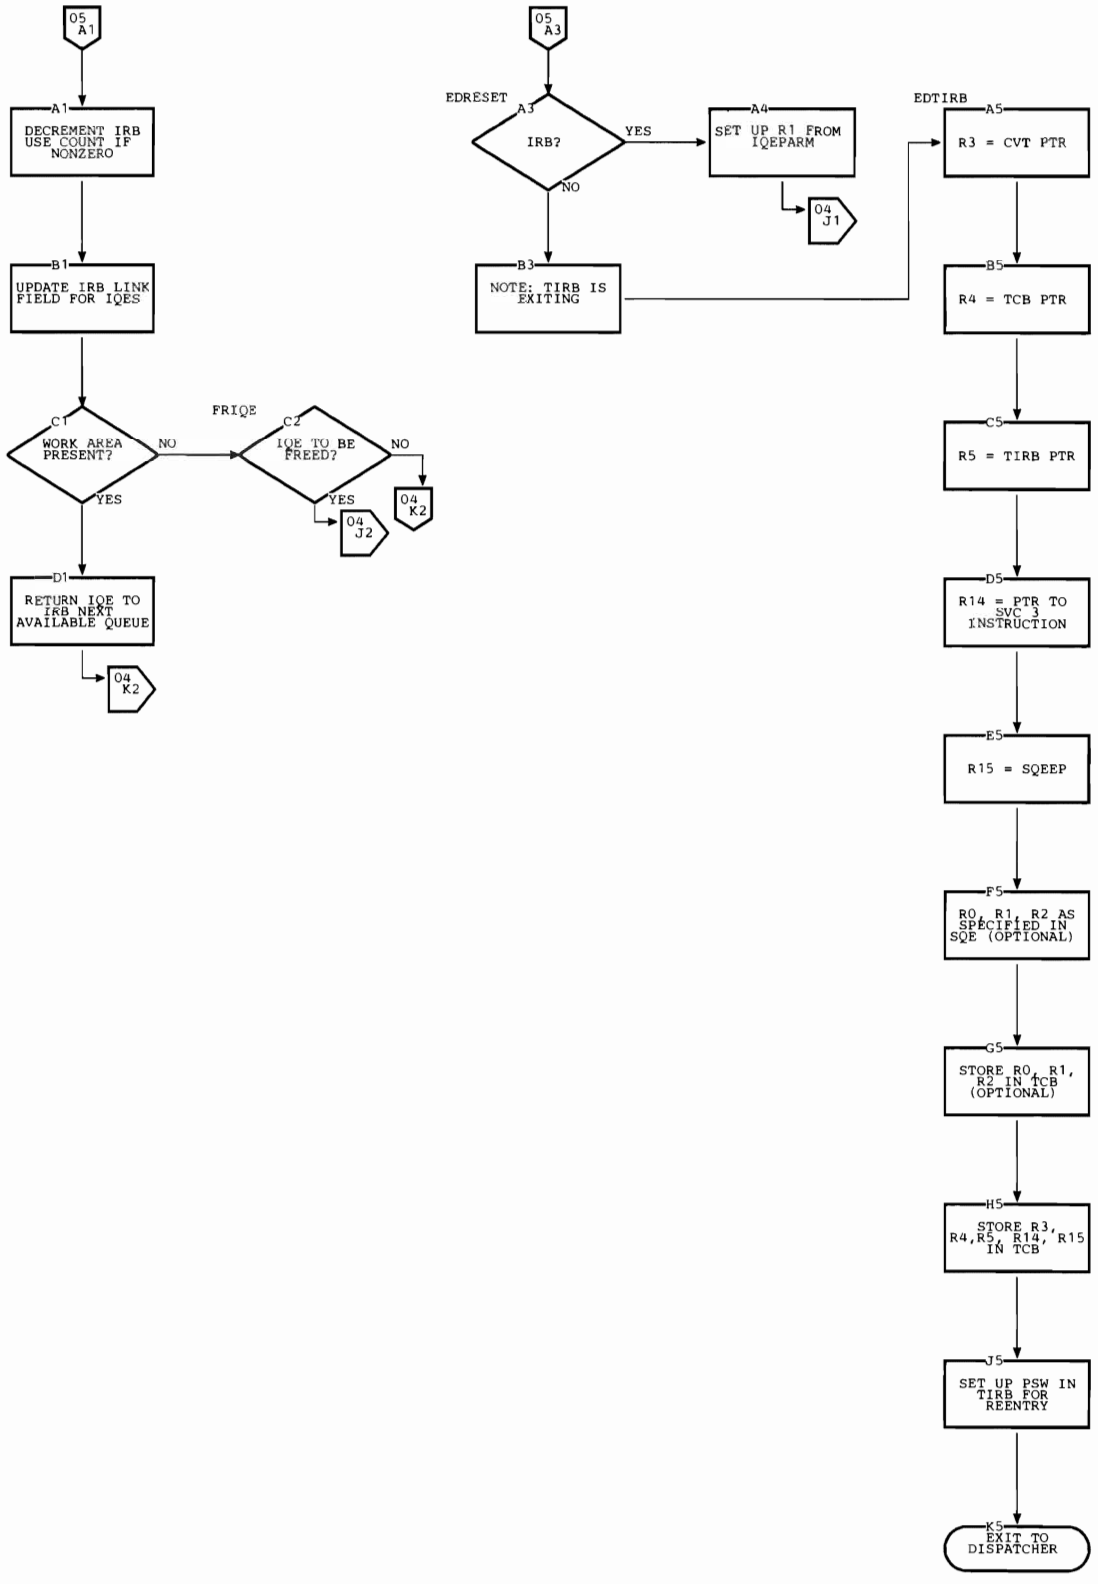 05
A1
A1
DECREMENT IRB
USE COUNT IF
NONZERO
B1
UPDATE IRB LINK
FIELD FOR IQES
C1
WORK AREA
PRESENT?
NO
YES
FRIQE
C2
IQE TO BE
FREED?
NO
YES
04
K2
04
J2
D1
RETURN IQE TO
IRB NEXT
AVAILABLE QUEUE
04
K2
05
A3
EDRESET
A3
IRB?
YES
NO
A4
SET UP R1 FROM
IQEPARM
04
J1
B3
NOTE: TIRB IS
EXITING
EDTIRB
A5
R3 = CVT PTR
B5
R4 = TCB PTR
C5
R5 = TIRB PTR
D5
R14 = PTR TO
SVC 3
INSTRUCTION
E5
R15 = SQEEP
F5
R0, R1, R2 AS
SPECIFIED IN
SQE (OPTIONAL)
G5
STORE R0, R1,
R2 IN TCB
(OPTIONAL)
H5
STORE R3,
R4,R5, R14, R15
IN TCB
J5
SET UP PSW IN
TIRB FOR
REENTRY
K5
EXIT TO
DISPATCHER